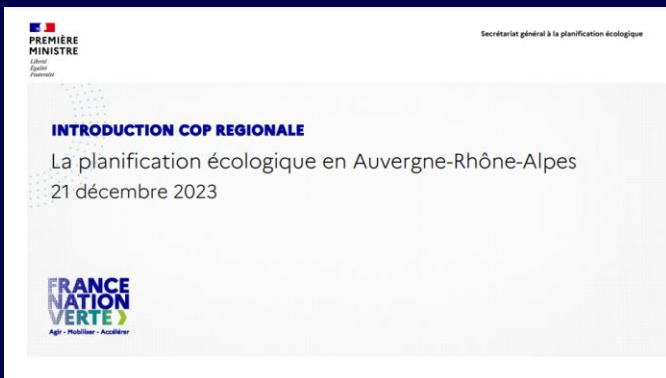 PREMIÈRE
MINISTRE
Liberté
Égalité
Fraternité
Secrétariat général à la planification écologique
INTRODUCTION COP REGIONALE
La planification écologique en Auvergne-Rhône-Alpes
21 décembre 2023
FRANCE
NATION
VERTE
Agir - Mobiliser - Accélérer